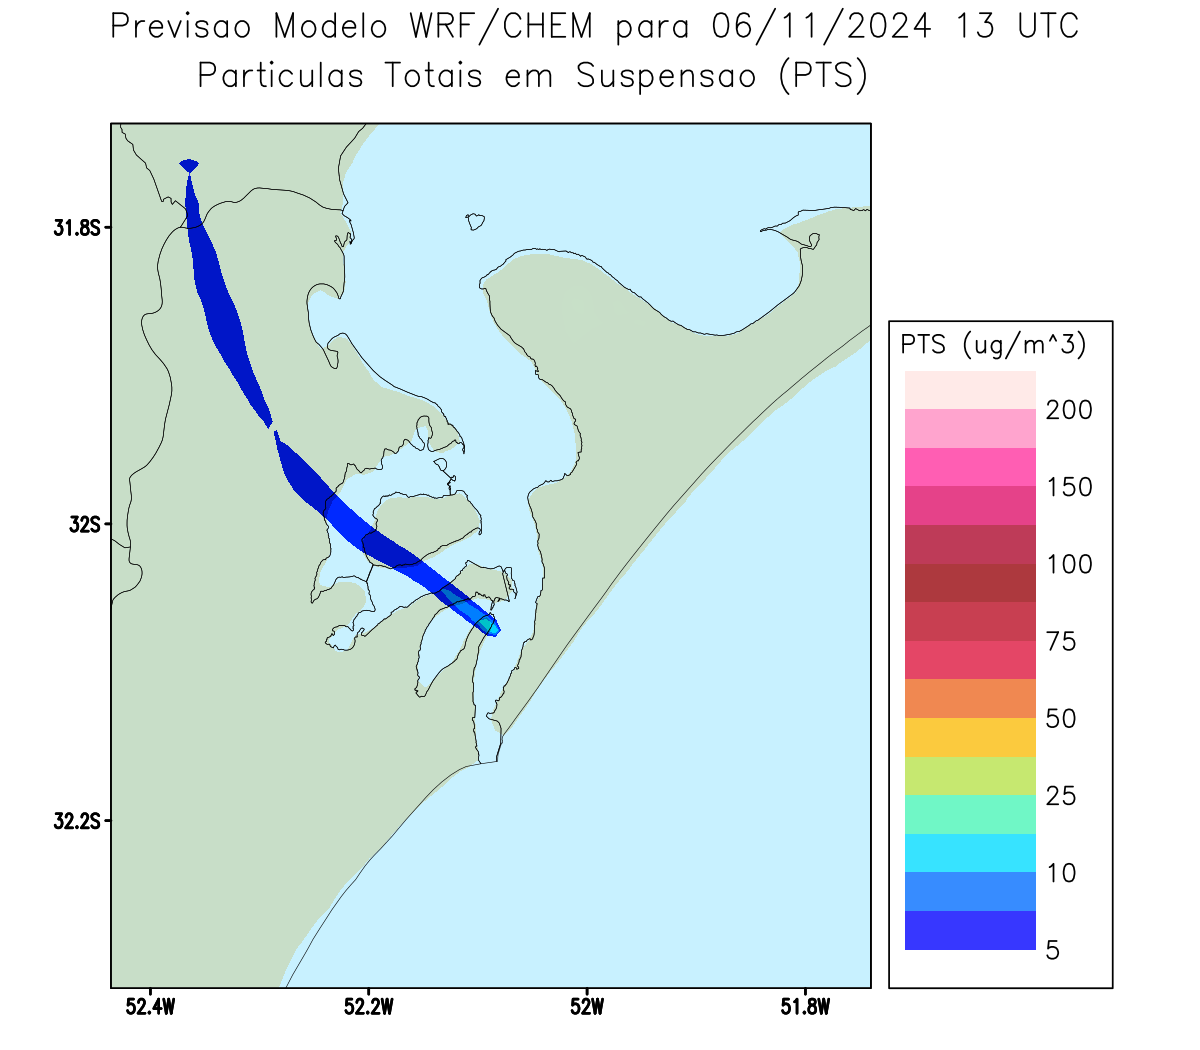 Previsao Modelo WRF/CHEM para 06/11/2024 13 UTC
Particulas Totais em Suspensao (PTS)
31.8S
32S
32.2S
52.4W
52.2W
52W
51.8W
PTS (ug/m^3)
200
150
100
75
50
25
10
5